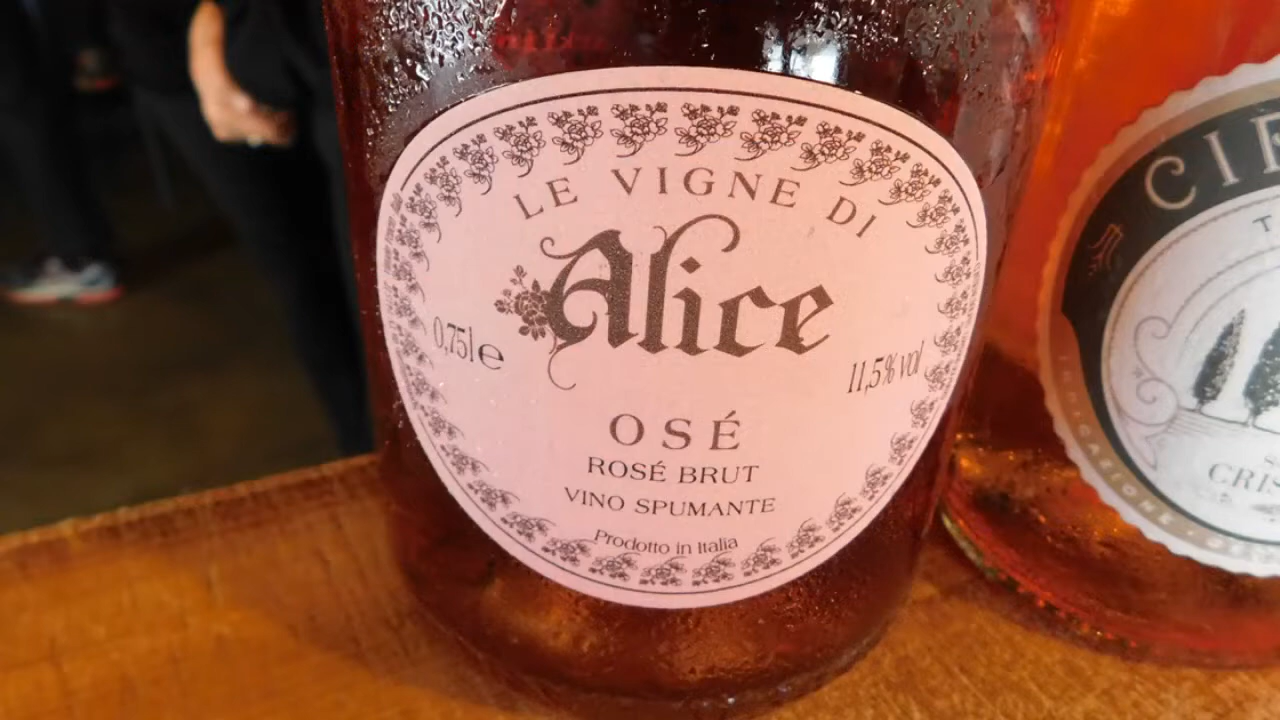 LE VIGNE DI
Alice
0,75l e
11,5% vol
OSÉ
ROSÉ BRUT
VINO SPUMANTE
Prodotto in Italia